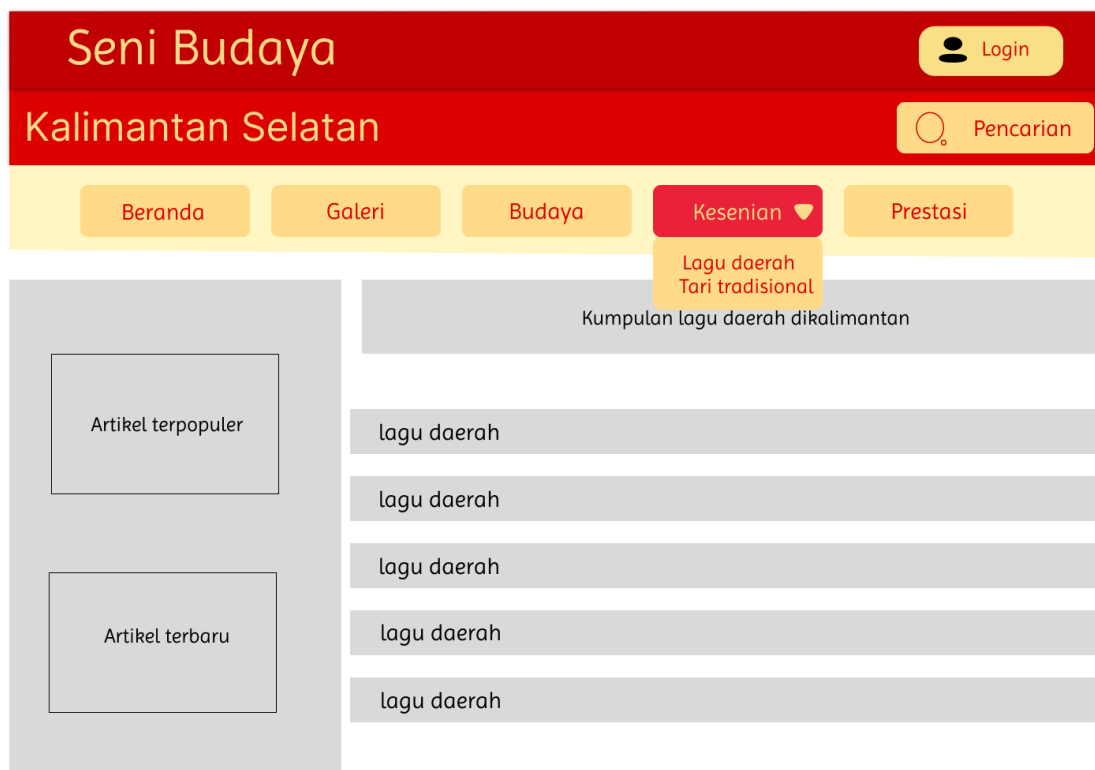 Seni Budaya
Login
Kalimantan Selatan
Pencarian
Beranda
Galeri
Budaya
Kesenian
Prestasi
Lagu daerah
Tari tradisional
Kumpulan lagu daerah dikalimantan
Artikel terpopuler
lagu daerah
lagu daerah
lagu daerah
Artikel terbaru
lagu daerah
lagu daerah